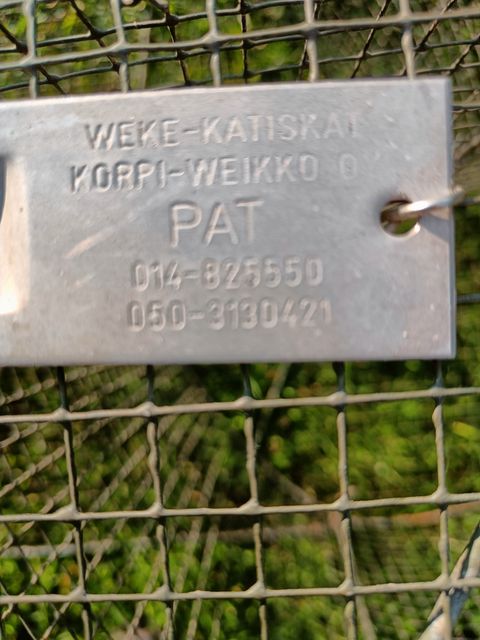 WEKE-KATISKAT
KORPI-WEIKKO O
PAT
014-825550
050-3130421